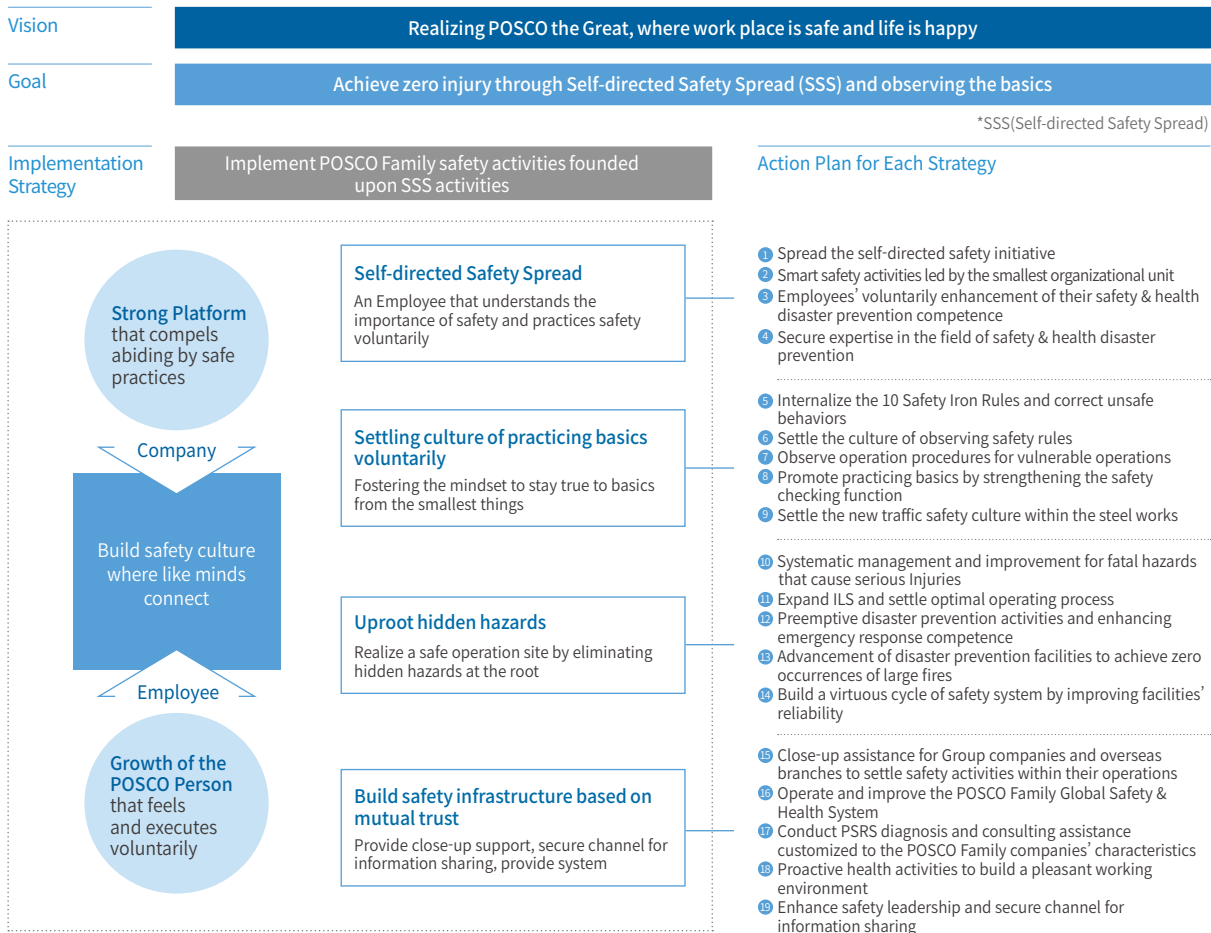 Vision
Realizing POSCO the Great, where work place is safe and life is happy
Goal
Achieve zero injury through Self-directed Safety Spread (SSS) and observing the basics
*SSS(Self-directed Safety Spread)
Implementation
Strategy
Implement POSCO Family safety activities founded
upon SSS activities
Action Plan for Each Strategy
Strong Platform
that compels
abiding by safe
practices
Company
Build safety culture
where like minds
connect
Employee
Growth of the
POSCO Person
that feels
and executes
voluntarily
Self-directed Safety Spread
An Employee that understands the
importance of safety and practices safety
voluntarily
Settling culture of practicing basics
voluntarily
Fostering the mindset to stay true to basics
from the smallest things
Uproot hidden hazards
Realize a safe operation site by eliminating
hidden hazards at the root
Build safety infrastructure based on
mutual trust
Provide close-up support, secure channel for
information sharing, provide system
1 Spread the self-directed safety initiative
2 Smart safety activities led by the smallest organizational unit
3 Employees’ voluntarily enhancement of their safety & health
disaster prevention competence
4 Secure expertise in the field of safety & health disaster
prevention
5 Internalize the 10 Safety Iron Rules and correct unsafe
behaviors
6 Settle the culture of observing safety rules
7 Observe operation procedures for vulnerable operations
8 Promote practicing basics by strengthening the safety
checking function
9 Settle the new traffic safety culture within the steel works
10 Systematic management and improvement for fatal hazards
that cause serious Injuries
11 Expand ILS and settle optimal operating process
12 Preemptive disaster prevention activities and enhancing
emergency response competence
13 Advancement of disaster prevention facilities to achieve zero
occurrences of large fires
14 Build a virtuous cycle of safety system by improving facilities’
reliability
15 Close-up assistance for Group companies and overseas
branches to settle safety activities within their operations
16 Operate and improve the POSCO Family Global Safety &
Health System
17 Conduct PSRS diagnosis and consulting assistance
customized to the POSCO Family companies’ characteristics
18 Proactive health activities to build a pleasant working
environment
19 Enhance safety leadership and secure channel for
information sharing